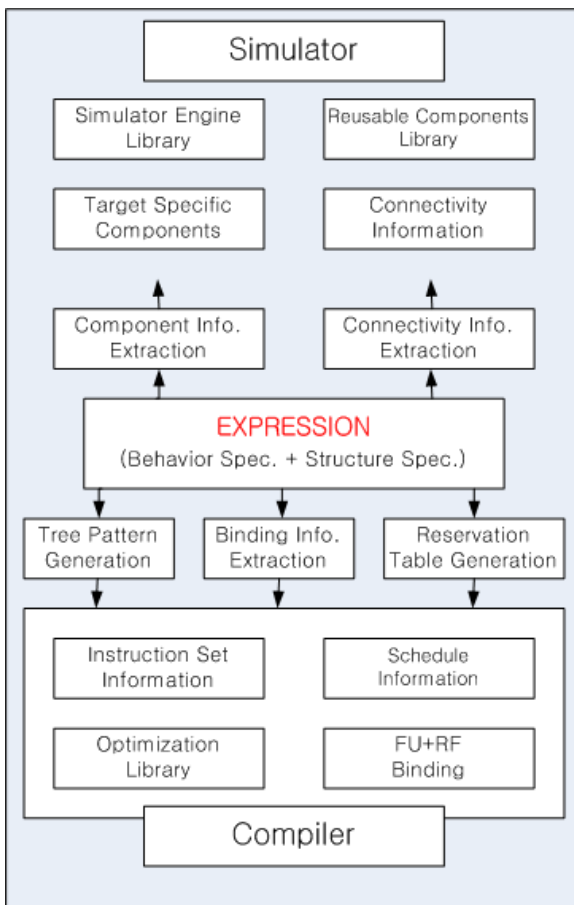 Simulator
Simulator Engine
Library
Reusable Components
Library
Target Specific
Components
Connectivity
Information
Component Info.
Extraction
Connectivity Info.
Extraction
EXPRESSION
(Behavior Spec. + Structure Spec.)
Tree Pattern
Generation
Binding Info.
Extraction
Reservation
Table Generation
Instruction Set
Information
Schedule
Information
Optimization
Library
FU+RF
Binding
Compiler